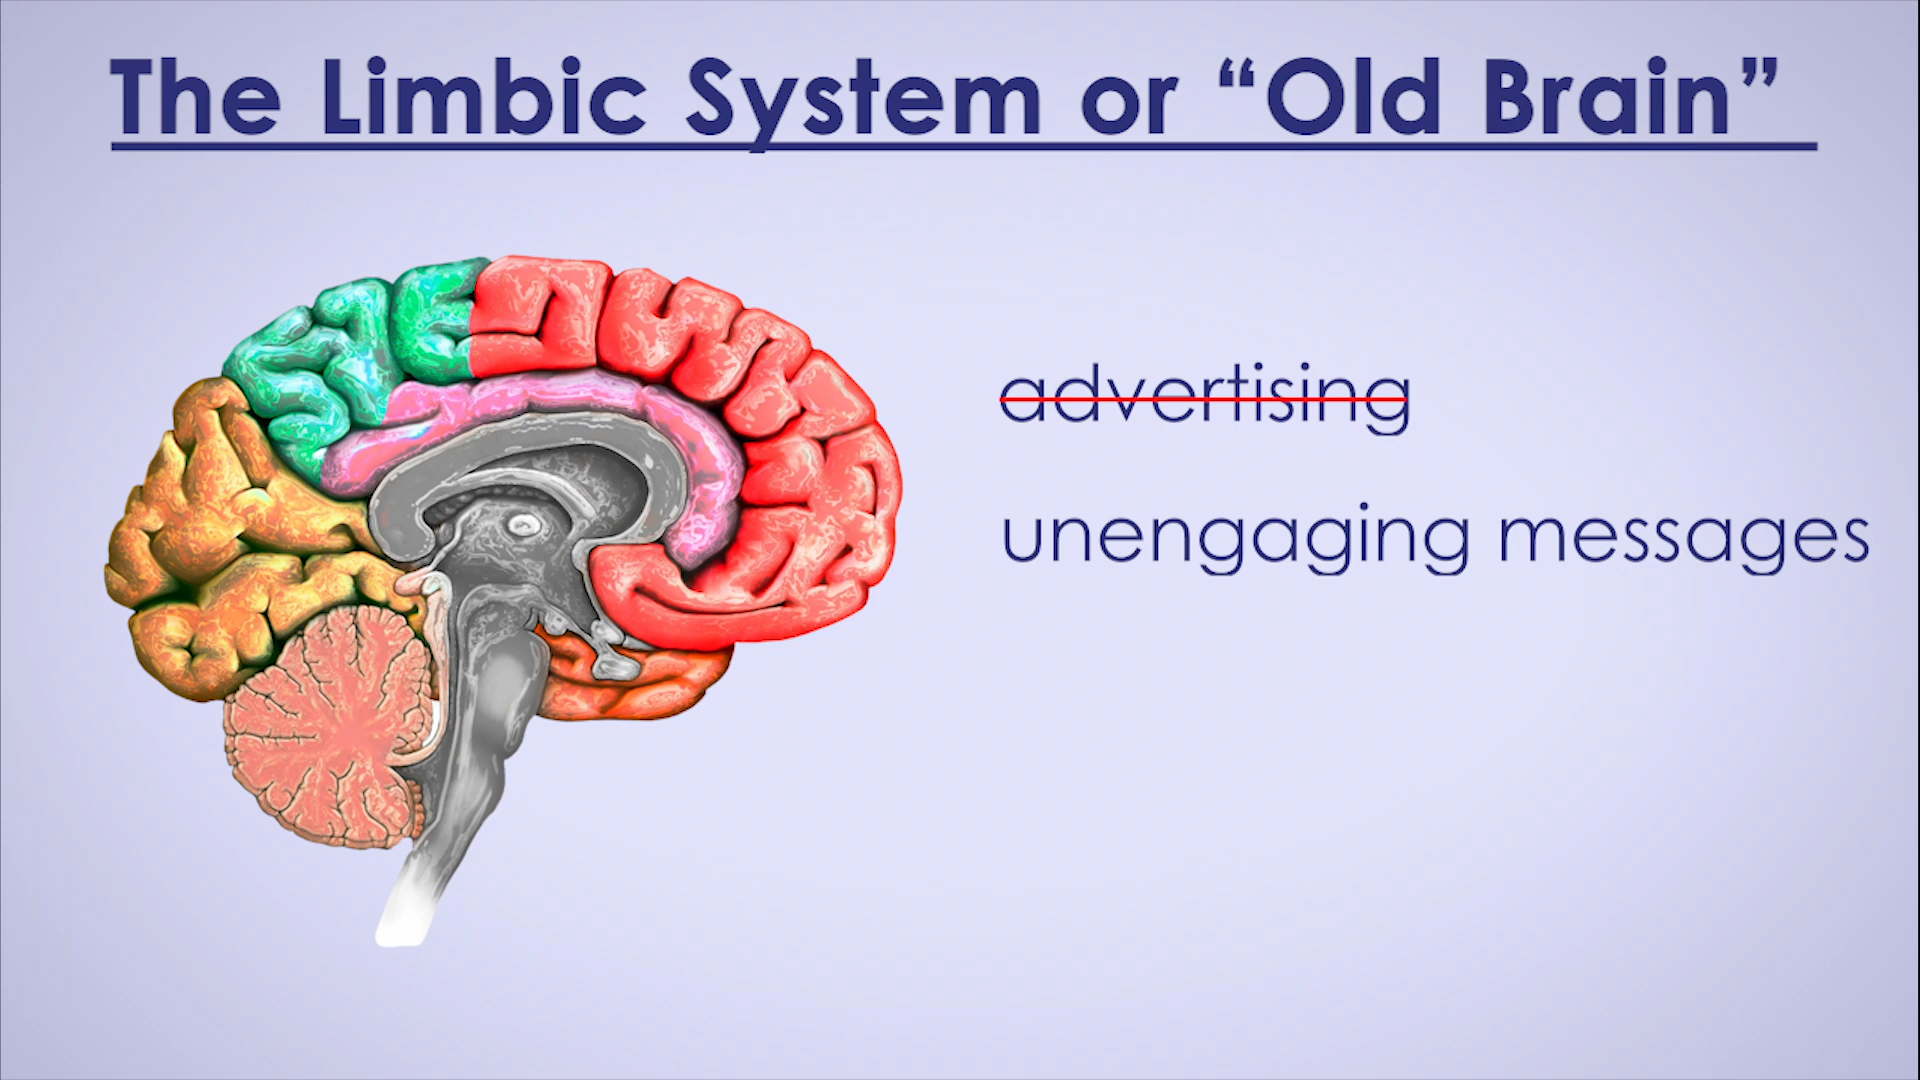 The Limbic System or “Old Brain”
advertising
unengaging messages